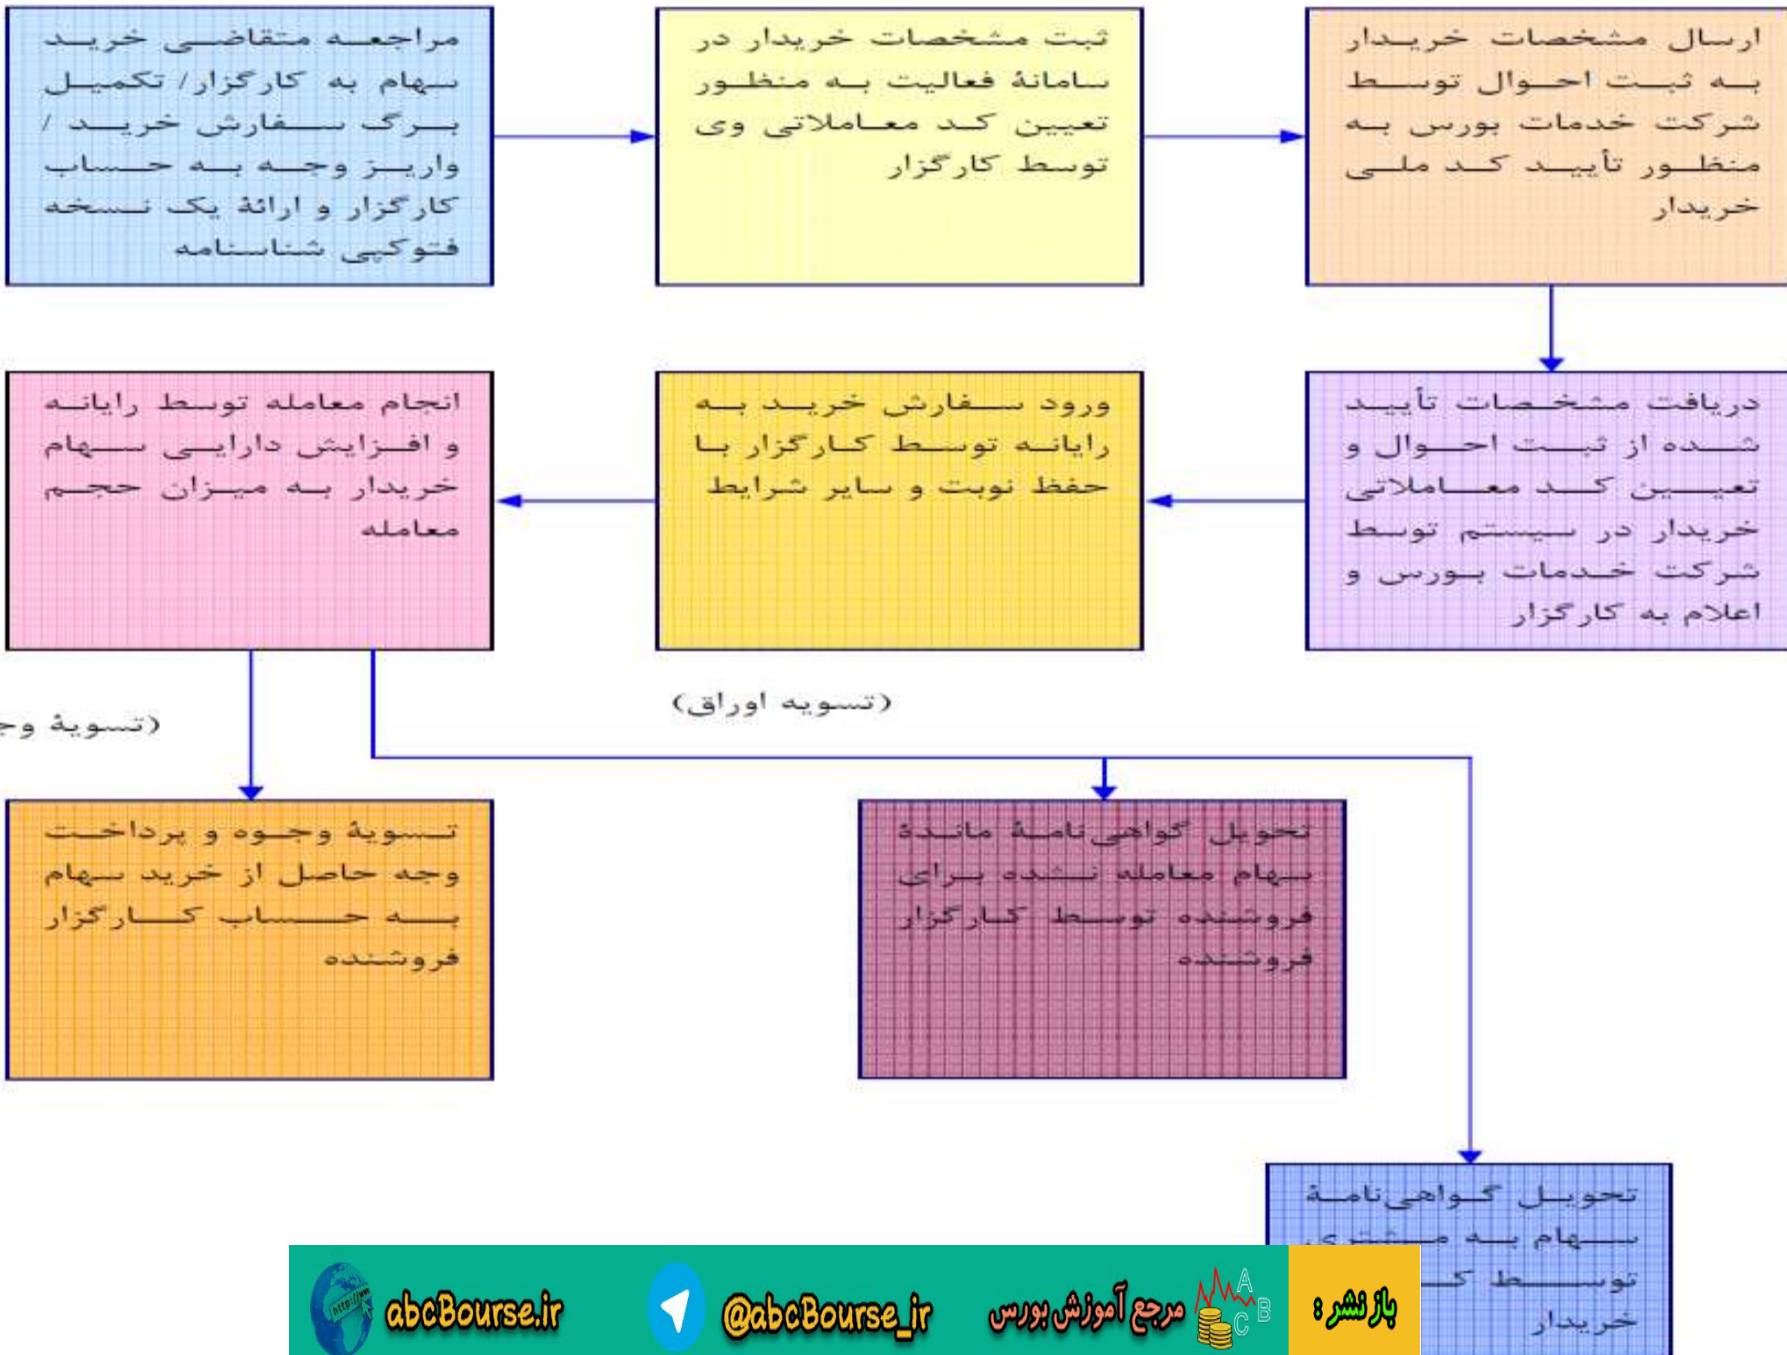 مراجعه متقاضی خرید
سهام به کارگزار/ تکمیل
برگ سفارش خرید /
واریز وجه به حساب
کارگزار و ارائهٔ یک نسخه
فتوکپی شناسنامه
ثبت مشخصات خریدار در
سامانهٔ فعالیت به منظور
تعیین کد معاملاتی وی
توسط کارگزار
ارسال مشخصات خریدار
به ثبت احوال توسط
شرکت خدمات بورس به
منظور تأیید کد ملی
خریدار
دریافت مشخصات تأیید
شده از ثبت احوال و
تعیین کد معاملاتی
خریدار در سیستم توسط
شرکت خدمات بورس و
اعلام به کارگزار
ورود سفارش خرید به
رایانه توسط کارگزار با
حفظ نوبت و سایر شرایط
انجام معامله توسط رایانه
و افزایش دارایی سهام
خریدار به میزان حجم
معامله
(تسویه اوراق)
(تسویهٔ
تسویهٔ وجوه و پرداخت
وجه حاصل از خرید سهام
به حساب کارگزار
فروشنده
تحویل گواهی‌نامهٔ ماندهٔ
سهام معامله نشده برای
فروشنده توسط کارگزار
فروشنده
تحویل گواهی‌نامهٔ
سهام به مشتری
توسط
خریدار
باز نشر :
مرجع آموزش بورس
A
B
C
@abcBourse_ir
abcBourse.ir
http://